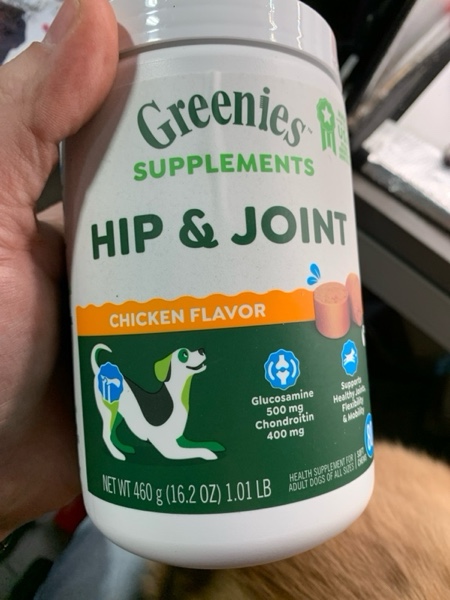 Greenies™
SUPPLEMENTS
HIP & JOINT
CHICKEN FLAVOR
Glucosamine
500 mg
Chondroitin
400 mg
Supports
Healthy Joints,
Flexibility
& Mobility
NET WT 460 g (16.2 OZ) 1.01 LB
HEALTH SUPPLEMENT FOR
ADULT DOGS OF ALL SIZES